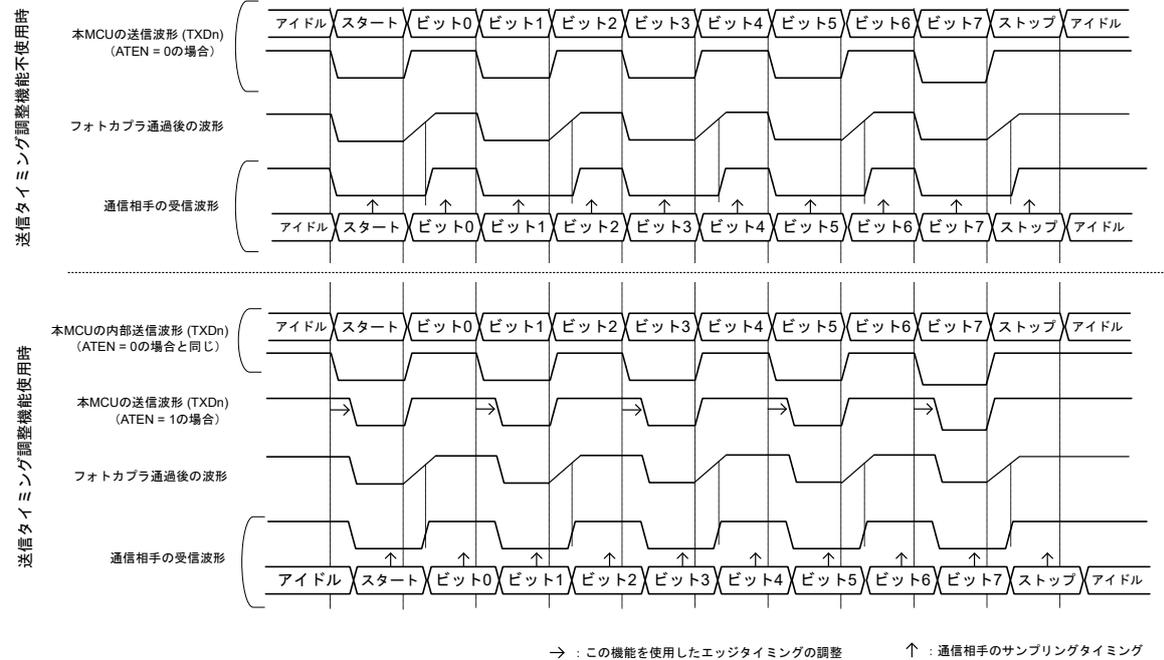 送信タイミング調整機能不使用時
本MCUの送信波形 (TXDn)
（ATEN = 0の場合）
アイドル スタート ビット0 ビット1 ビット2 ビット3 ビット4 ビット5 ビット6 ビット7 ストップ アイドル
フォトカプラ通過後の波形
通信相手の受信波形
アイドル スタート ビット0 ビット1 ビット2 ビット3 ビット4 ビット5 ビット6 ビット7 ストップ アイドル
送信タイミング調整機能使用時
本MCUの内部送信波形 (TXDn)
（ATEN = 0の場合と同じ）
アイドル スタート ビット0 ビット1 ビット2 ビット3 ビット4 ビット5 ビット6 ビット7 ストップ アイドル
本MCUの送信波形 (TXDn)
（ATEN = 1の場合）
フォトカプラ通過後の波形
通信相手の受信波形
アイドル スタート ビット0 ビット1 ビット2 ビット3 ビット4 ビット5 ビット6 ビット7 ストップ アイドル
→ : この機能を使用したエッジタイミングの調整 ↑ : 通信相手のサンプリングタイミング